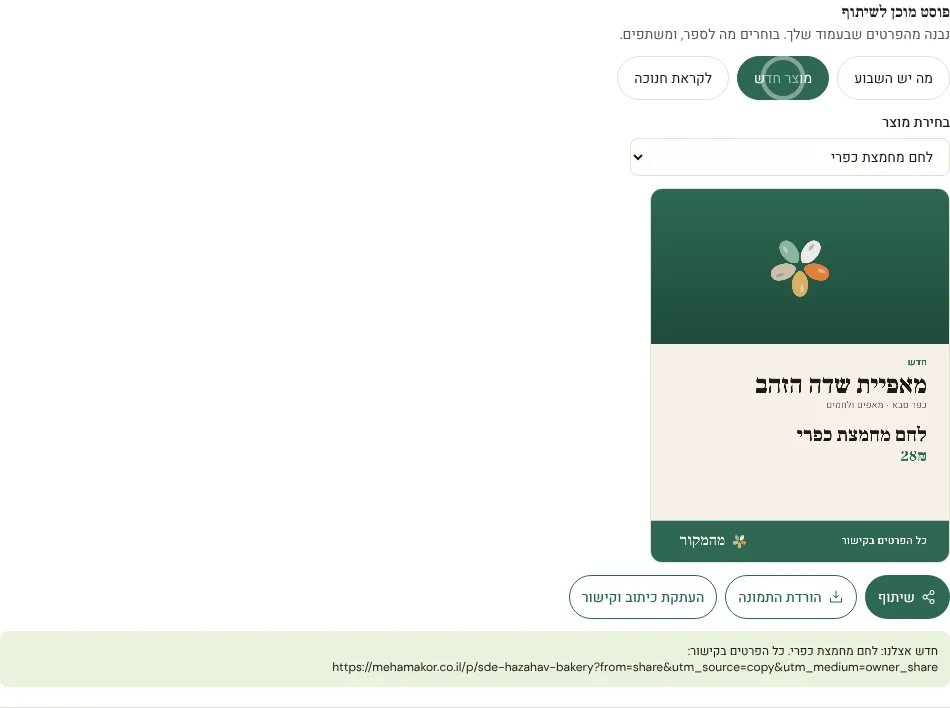 פוסט מוכן לשיתוף
נבנה מהפרטים שבעמוד שלך. בוחרים מה לספר, ומשתפים.
מה יש השבוע
מוצר חדש
לקראת חנוכה
בחירת מוצר
לחם מחמצת כפרי
חדש
מאפיית שדה הזהב
כפר סבא · מאפים ולחמים
לחם מחמצת כפרי
₪28
כל הפרטים בקישור
מהמקור
שיתוף
הורדת התמונה
העתקת כיתוב וקישור
חדש אצלנו: לחם מחמצת כפרי. כל הפרטים בקישור:
https://mehamakor.co.il/p/sde-hazahav-bakery?from=share&utm_source=copy&utm_medium=owner_share